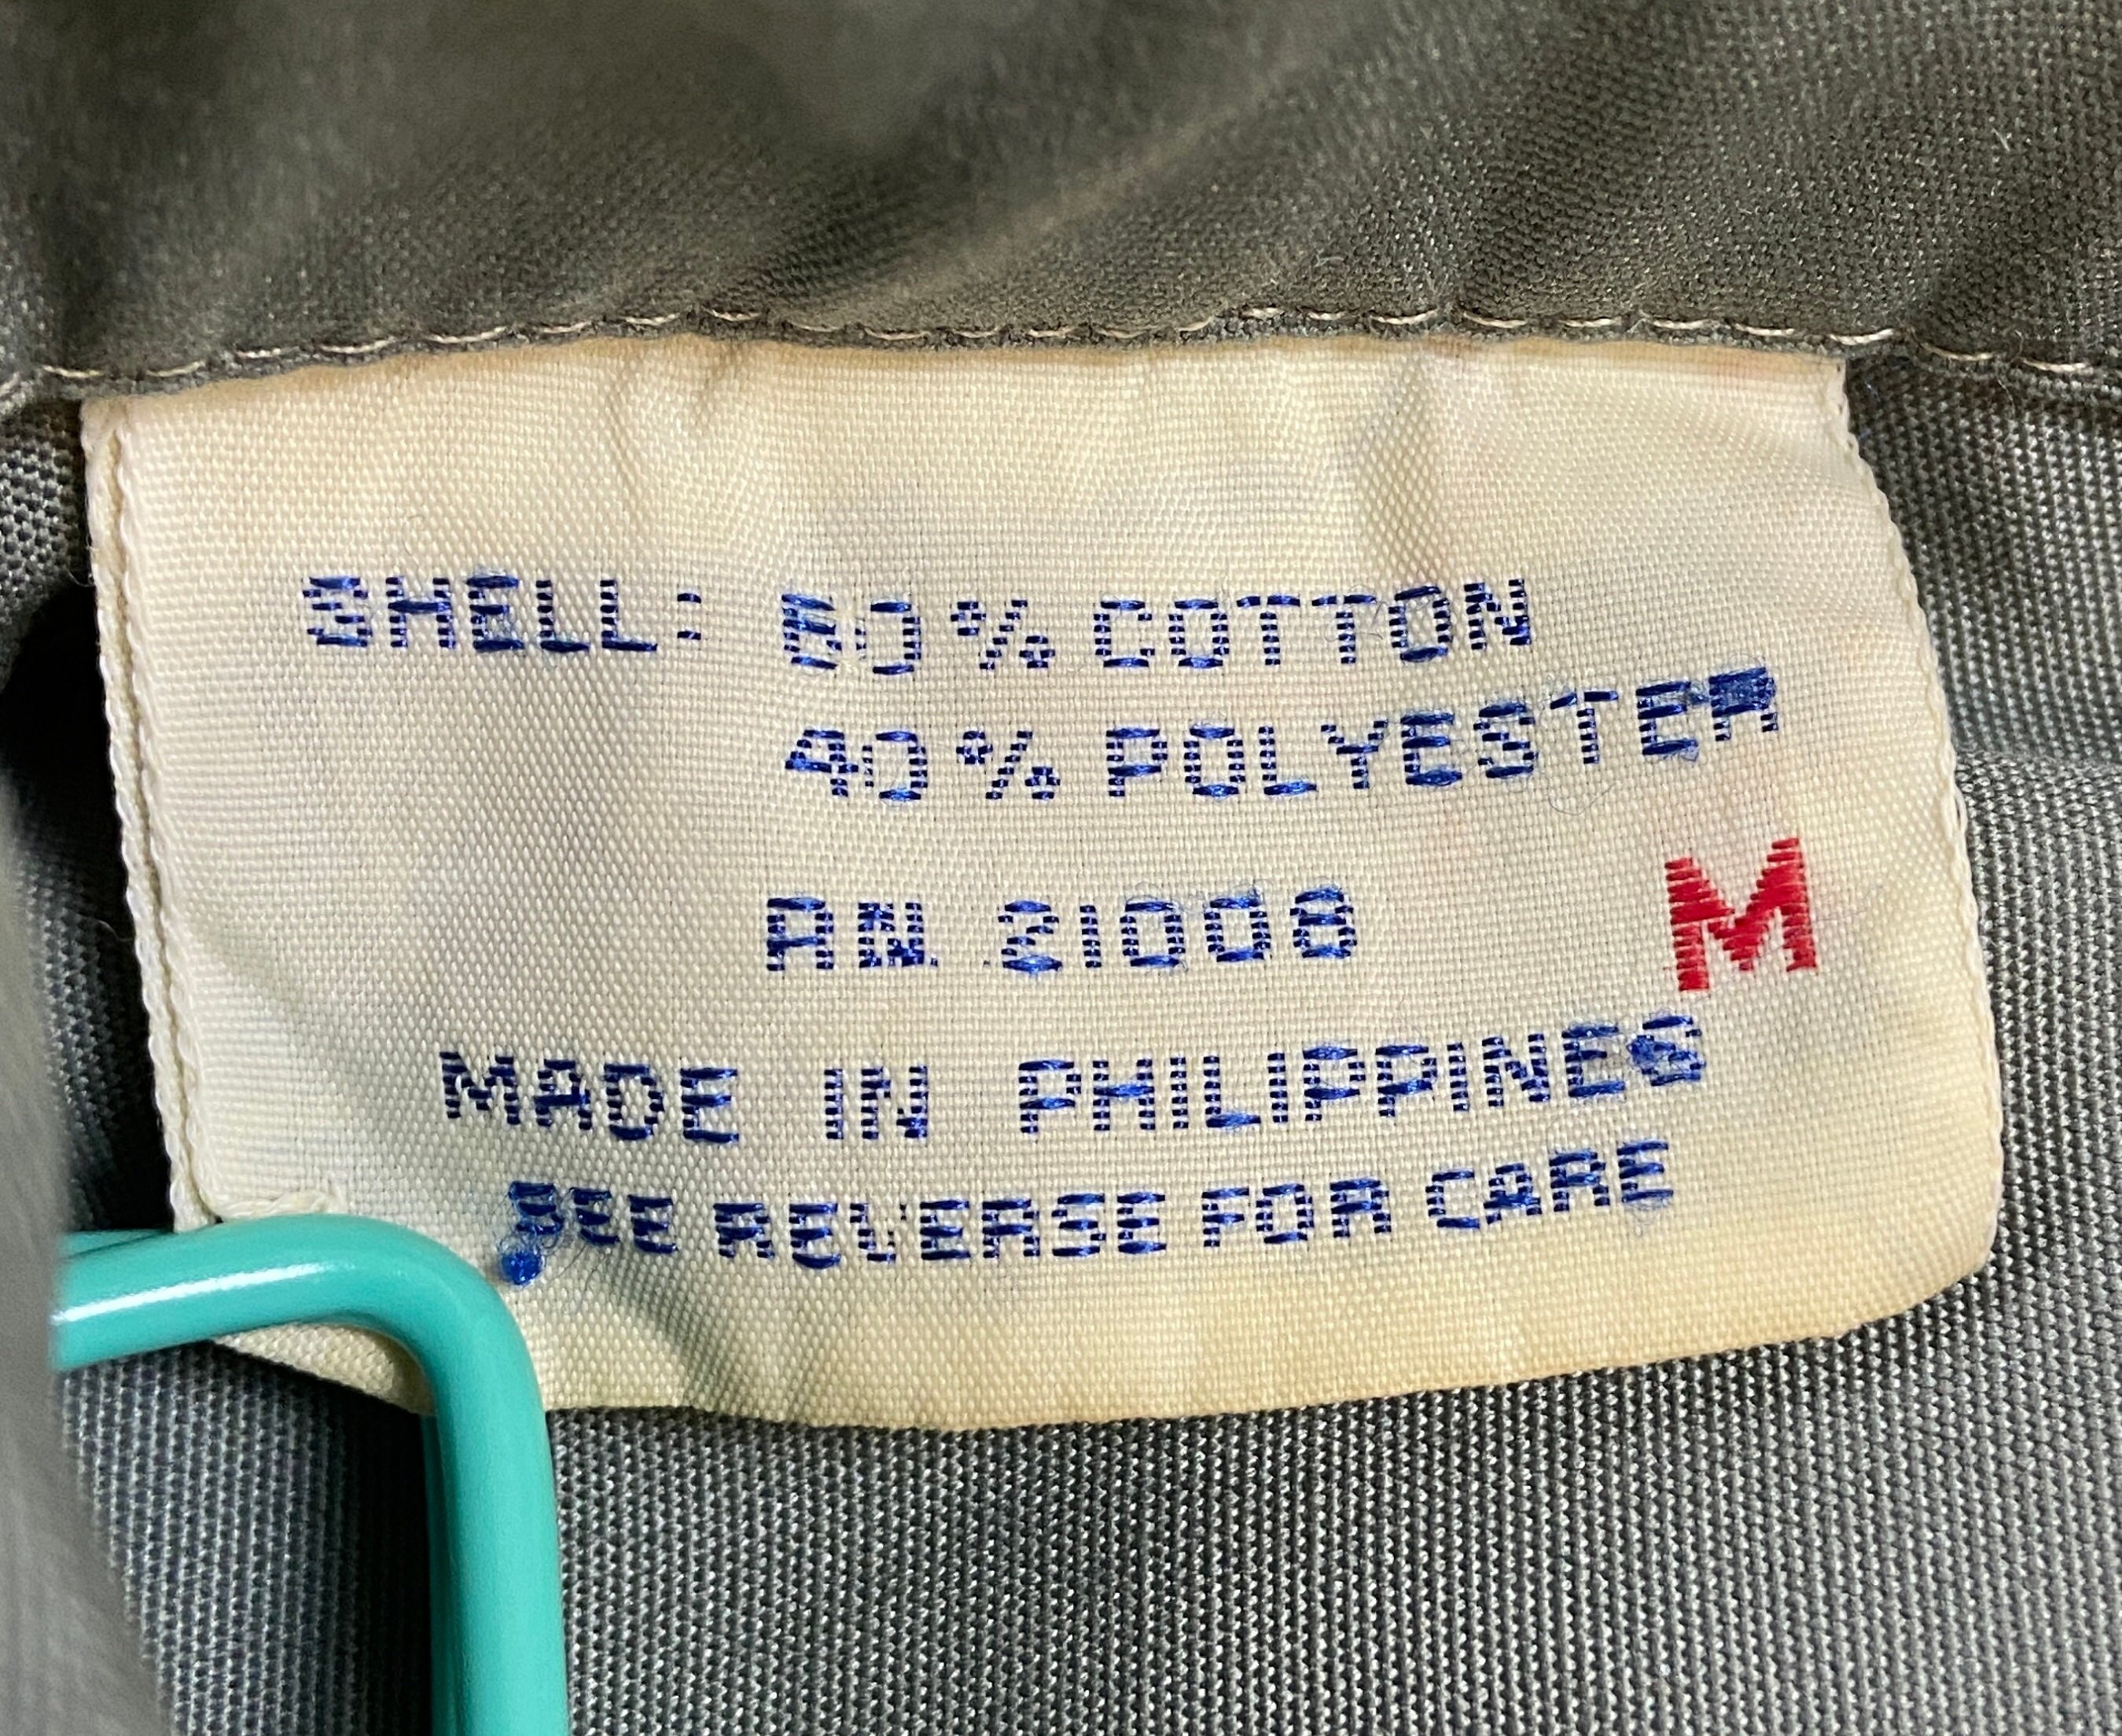 SHELL: 60% COTTON
40% POLYESTER
RN. 21008
M
MADE IN PHILIPPINES
SEE REVERSE FOR CARE